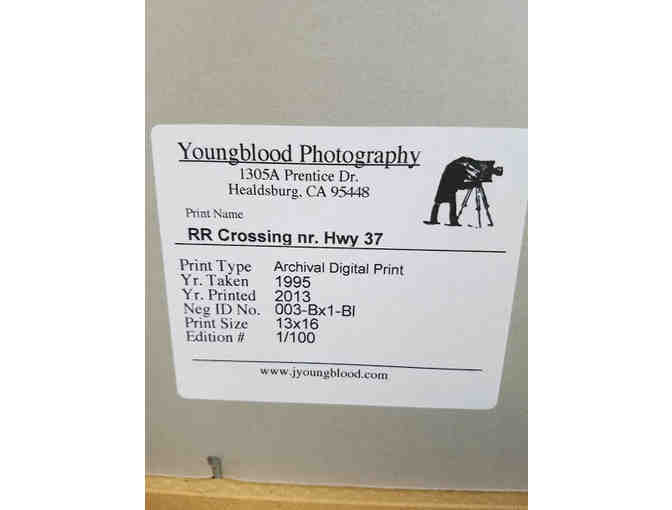 Youngblood Photography
1305A Prentice Dr.
Healdsburg, CA 95448
Print Name
RR Crossing nr. Hwy 37
Print Type Archival Digital Print
Yr. Taken 1995
Yr. Printed 2013
Neg ID No. 003-Bx1-Bl
Print Size 13x16
Edition # 1/100
www.jyoungblood.com